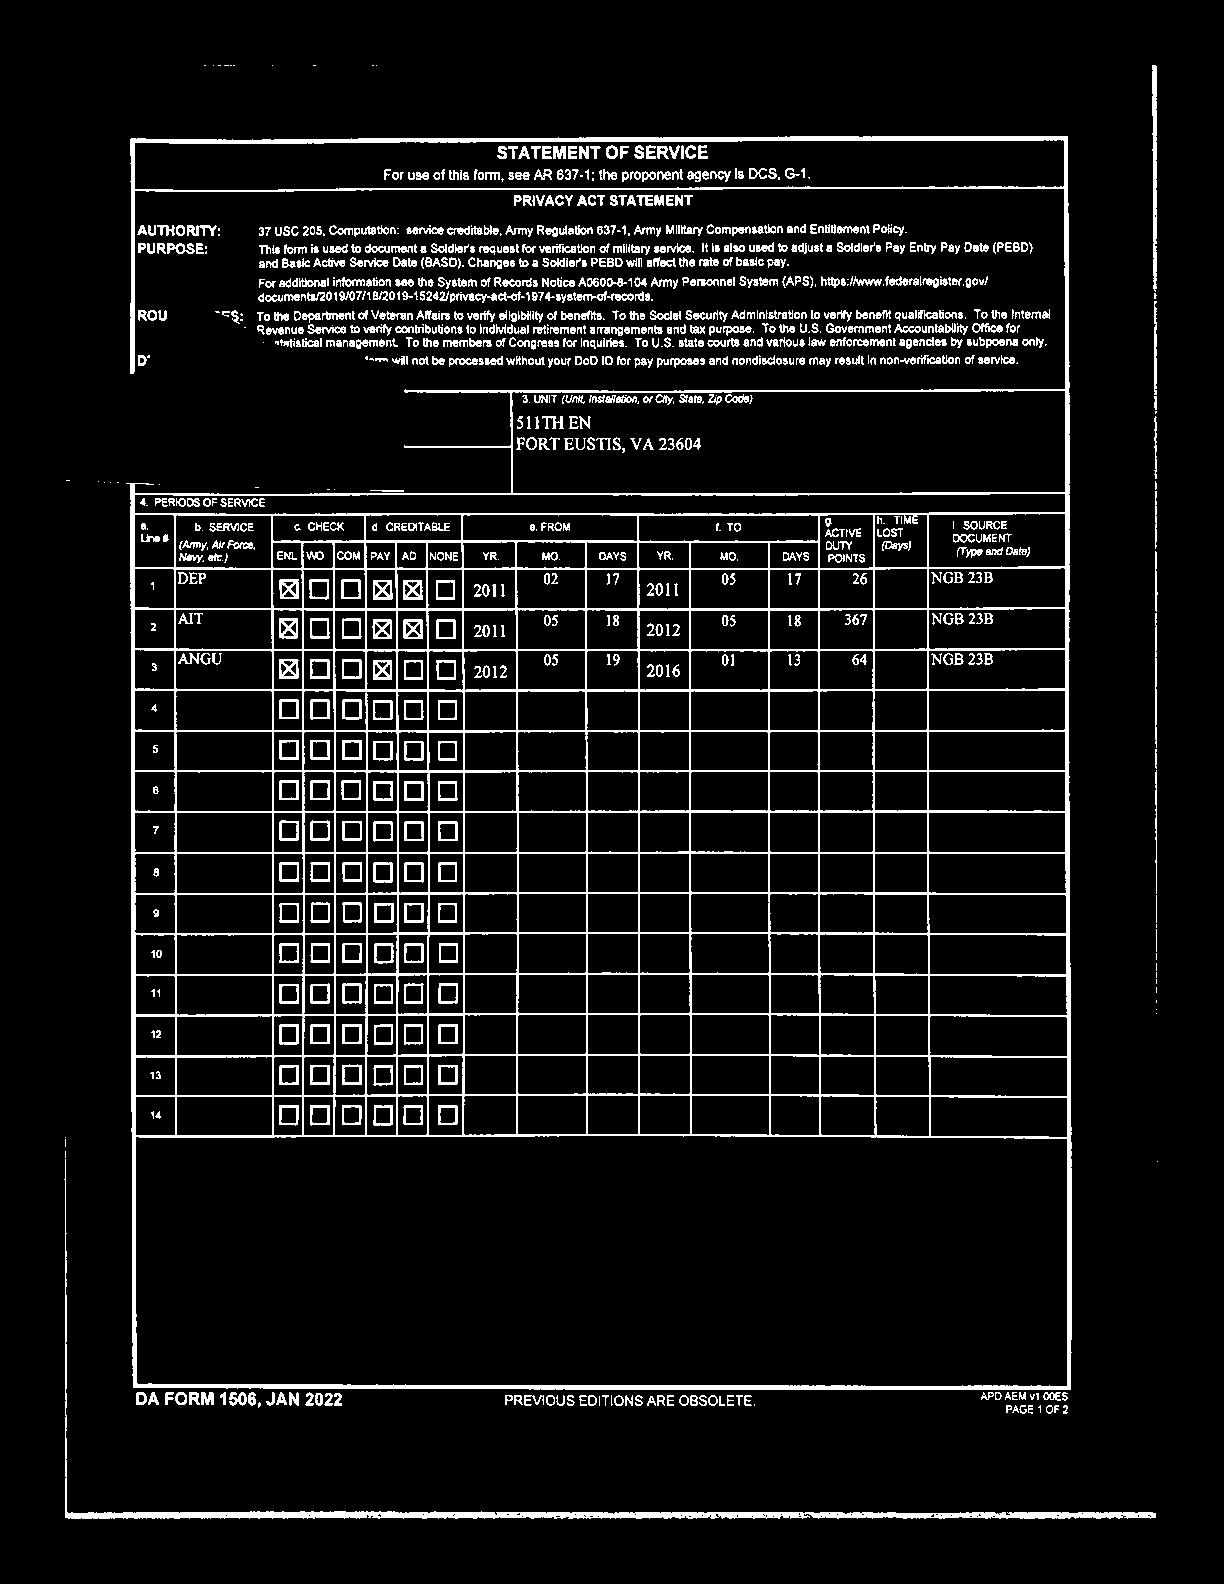 STATEMENT OF SERVICE
For use of this form, see AR 637-1; the proponent agency is DCS, G-1.
PRIVACY ACT STATEMENT
AUTHORITY: 37 USC 205, Computation: service creditable, Army Regulation 637-1, Army Military Compensation and Entitlement Policy.
PURPOSE: This form is used to document a Soldier's request for verification of military service. It is also used to adjust a Soldier's Pay Entry Pay Date (PEBD)
and Basic Active Service Date (BASD). Changes to a Soldier's PEBD will affect the rate of basic pay.
For additional information see the System of Records Notice A0600-8-104 Army Personnel System (APS), https://www.federalregister.gov/
documents/2019/07/18/2019-15242/privacy-act-of-1974-system-of-records.
ROU To the Department of Veteran Affairs to verify eligibility of benefits. To the Social Security Administration to verify benefit qualifications. To the Internal
Revenue Service to verify contributions to individual retirement arrangements and tax purpose. To the U.S. Government Accountability Office for
statistical management. To the members of Congress for inquiries. To U.S. state courts and various law enforcement agencies by subpoena only.
will not be processed without your DoD ID for pay purposes and nondisclosure may result in non-verification of service.
3. UNIT (Unit, Installation, or City, State, Zip Code)
511TH EN
FORT EUSTIS, VA 23604
4. PERIODS OF SERVICE
a. Line # b. SERVICE (Army, Air Force, Navy, etc.) c. CHECK d. CREDITABLE e. FROM f. TO g. ACTIVE DUTY POINTS h. TIME LOST (Days) i. SOURCE DOCUMENT (Type and Date)
ENL WO COM PAY AD NONE YR. MO. DAYS YR. MO. DAYS
1 DEP ☒ ☐ ☐ ☒ ☒ ☐ 2011 02 17 2011 05 17 26 NGB 23B
2 AIT ☒ ☐ ☐ ☒ ☒ ☐ 2011 05 18 2012 05 18 367 NGB 23B
3 ANGU ☒ ☐ ☐ ☒ ☐ ☐ 2012 05 19 2016 01 13 64 NGB 23B
4
5
6
7
8
9
10
11
12
13
14
DA FORM 1506, JAN 2022 PREVIOUS EDITIONS ARE OBSOLETE. APD AEM v1.00ES
PAGE 1 OF 2